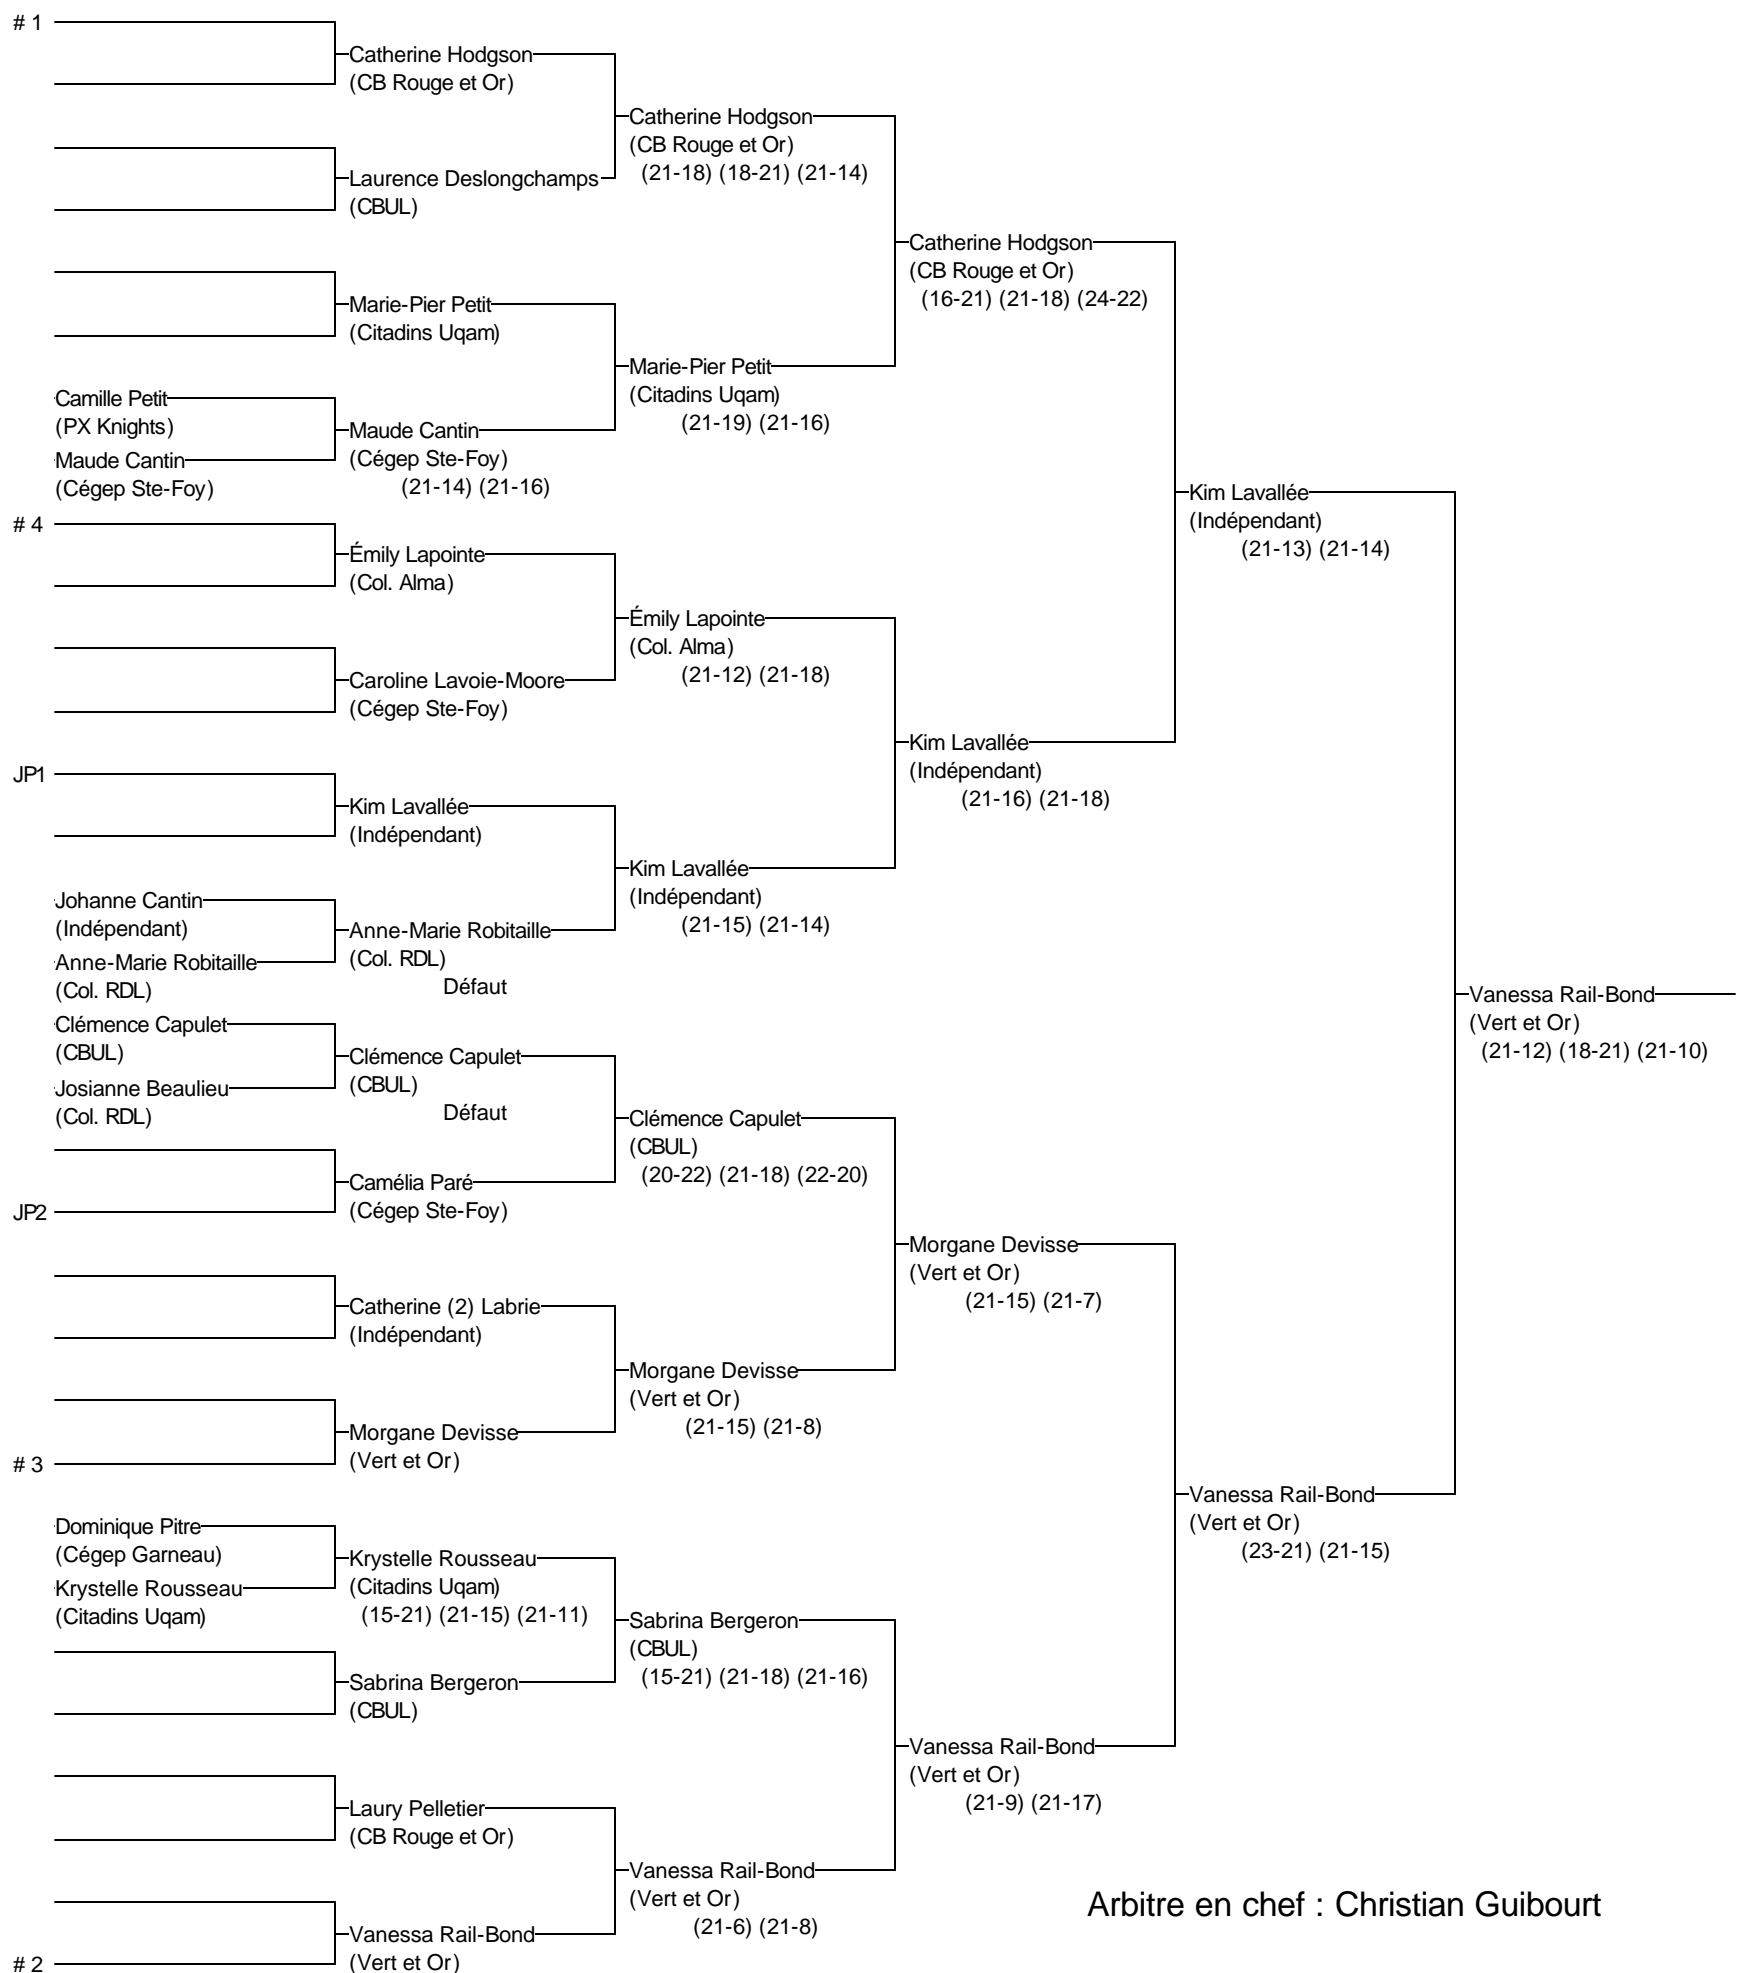 # 1
Catherine Hodgson
(CB Rouge et Or)
Catherine Hodgson
(CB Rouge et Or)
(21-18) (18-21) (21-14)
Laurence Deslongchamps
(CBUL)
Catherine Hodgson
(CB Rouge et Or)
(16-21) (21-18) (24-22)
Marie-Pier Petit
(Citadins Uqam)
Marie-Pier Petit
(Citadins Uqam)
(21-19) (21-16)
Camille Petit
(PX Knights)
Maude Cantin
(Cégep Ste-Foy)
Maude Cantin
(Cégep Ste-Foy)
(21-14) (21-16)
Kim Lavallée
(Indépendant)
(21-13) (21-14)
# 4
Émily Lapointe
(Col. Alma)
Émily Lapointe
(Col. Alma)
(21-12) (21-18)
Caroline Lavoie-Moore
(Cégep Ste-Foy)
Kim Lavallée
(Indépendant)
(21-16) (21-18)
JP1
Kim Lavallée
(Indépendant)
Kim Lavallée
(Indépendant)
(21-15) (21-14)
Johanne Cantin
(Indépendant)
Anne-Marie Robitaille
(Col. RDL)
Anne-Marie Robitaille
(Col. RDL)
Défaut
Vanessa Rail-Bond
(Vert et Or)
(21-12) (18-21) (21-10)
Clémence Capulet
(CBUL)
Josianne Beaulieu
(Col. RDL)
Clémence Capulet
(CBUL)
Défaut
Clémence Capulet
(CBUL)
(20-22) (21-18) (22-20)
Camélia Paré
(Cégep Ste-Foy)
JP2
Morgane Devisse
(Vert et Or)
(21-15) (21-7)
Catherine (2) Labrie
(Indépendant)
Morgane Devisse
(Vert et Or)
(21-15) (21-8)
Morgane Devisse
(Vert et Or)
# 3
Vanessa Rail-Bond
(Vert et Or)
(23-21) (21-15)
Dominique Pitre
(Cégep Garneau)
Krystelle Rousseau
(Citadins Uqam)
Krystelle Rousseau
(Citadins Uqam)
(15-21) (21-15) (21-11)
Sabrina Bergeron
(CBUL)
(15-21) (21-18) (21-16)
Sabrina Bergeron
(CBUL)
Vanessa Rail-Bond
(Vert et Or)
(21-9) (21-17)
Laury Pelletier
(CB Rouge et Or)
Vanessa Rail-Bond
(Vert et Or)
(21-6) (21-8)
Arbitre en chef : Christian Guibourt
Vanessa Rail-Bond
(Vert et Or)
# 2